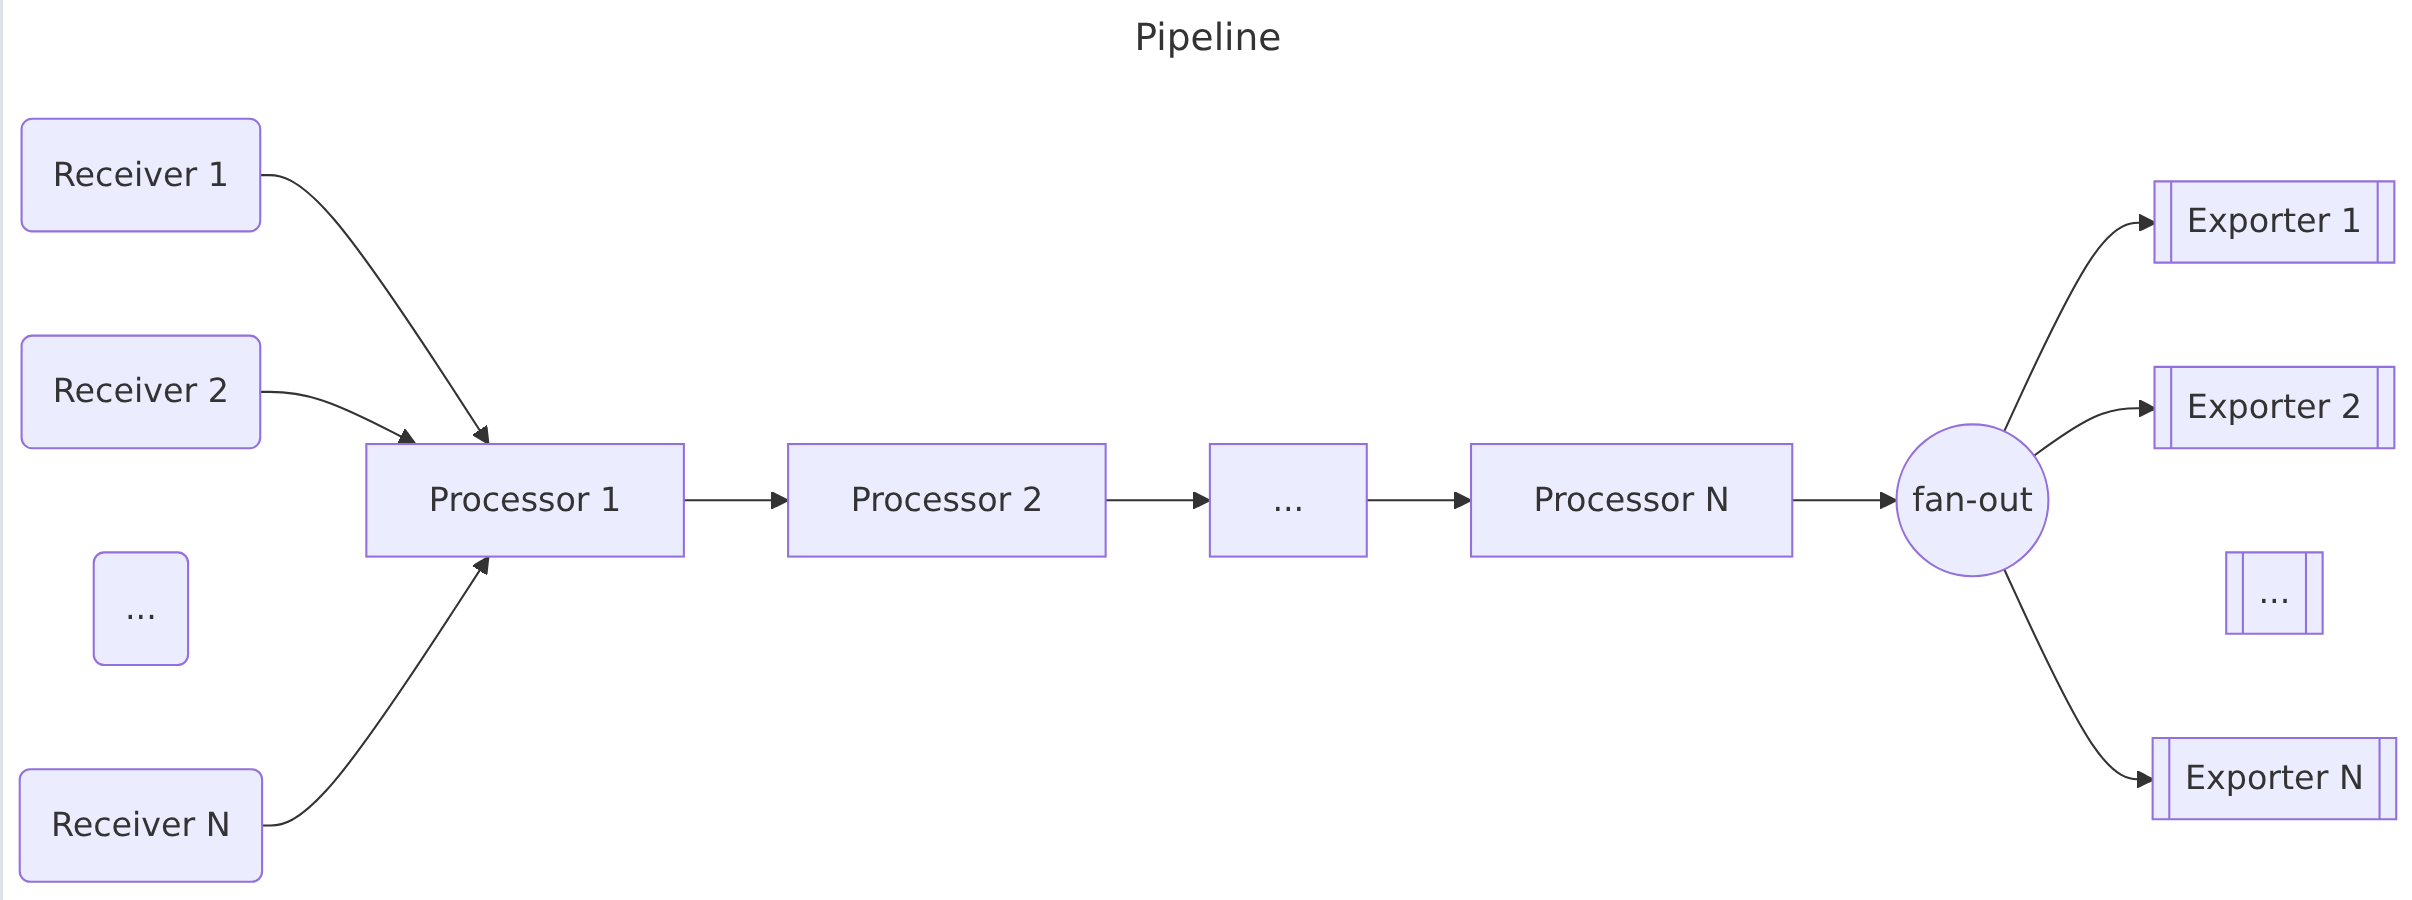 Pipeline
Receiver 1
Receiver 2
...
Receiver N
Processor 1
Processor 2
...
Processor N
fan-out
Exporter 1
Exporter 2
...
Exporter N